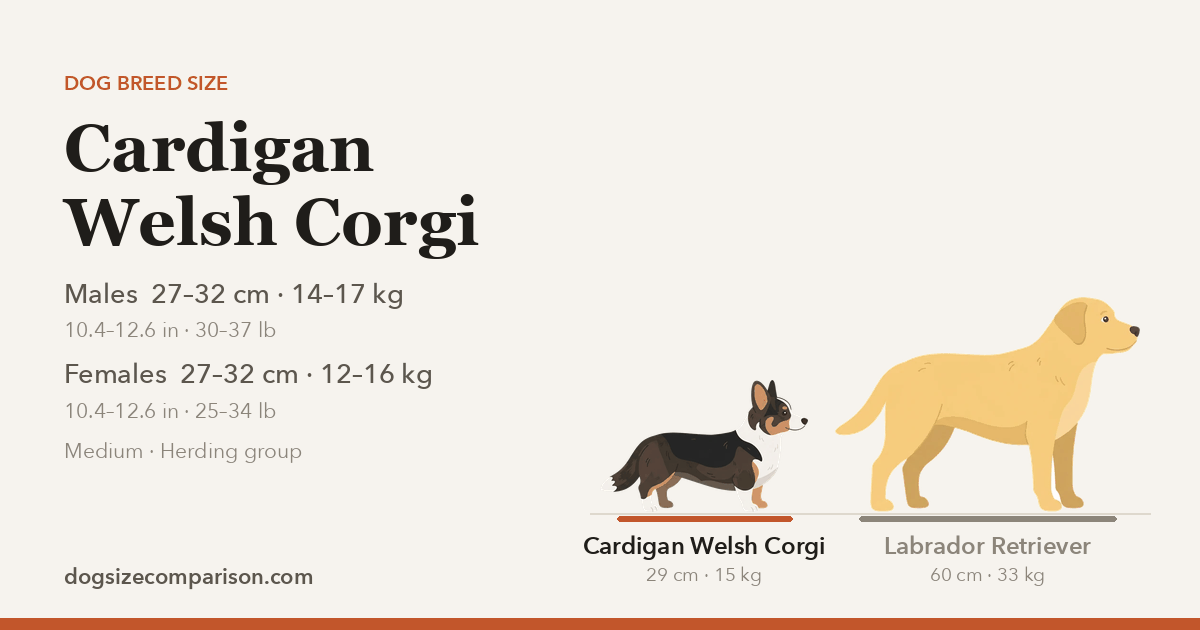 DOG BREED SIZE
Cardigan
Welsh Corgi
Males 27–32 cm · 14–17 kg
10.4–12.6 in · 30–37 lb
Females 27–32 cm · 12–16 kg
10.4–12.6 in · 25–34 lb
Medium · Herding group
Cardigan Welsh Corgi
29 cm · 15 kg
Labrador Retriever
60 cm · 33 kg
dogsizecomparison.com